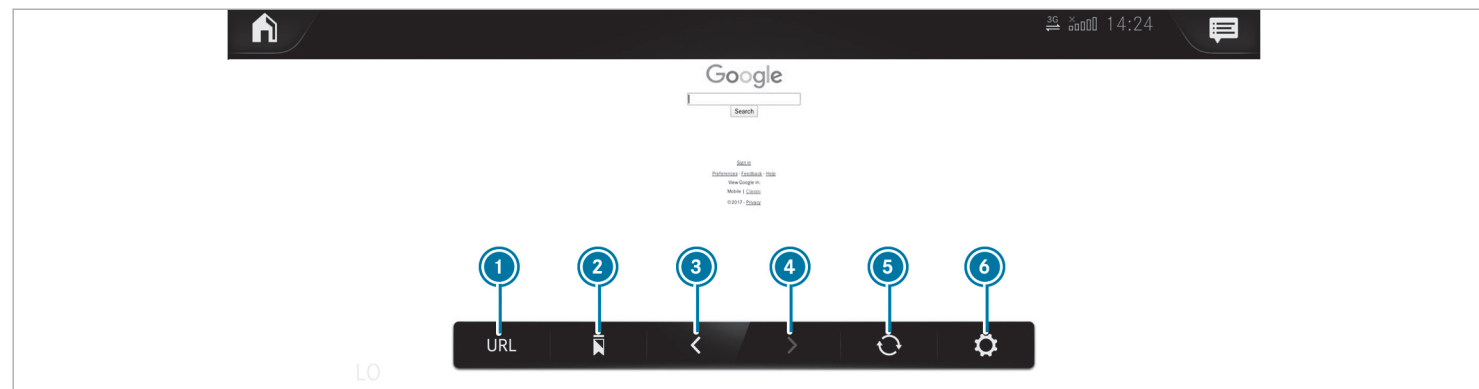 3G 14:24
Google
Search
Sign in
Preferences - Feedback - Help
View Google in:
Mobile | Classic
©2017 - Privacy
1 2 3 4 5 6
URL
LO